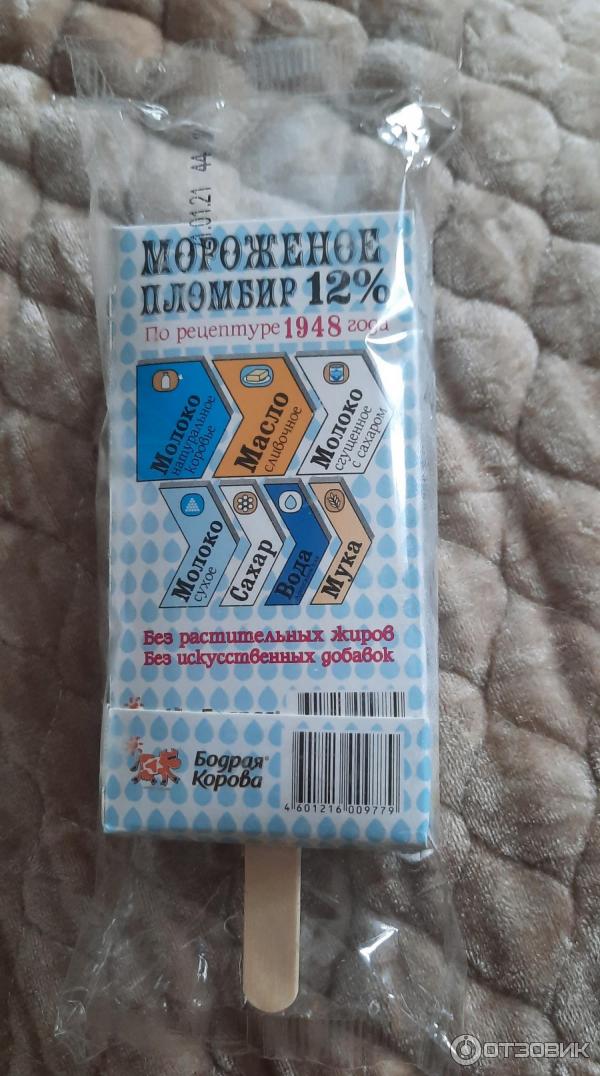 .01.21 44
МОРОЖЕНОЕ
ПЛОМБИР 12%
По рецептуре 1948 года
Молоко
натуральное
коровье
Масло
сливочное
Молоко
сгущенное
с сахаром
Молоко
сухое
Сахар
Вода
Мука
Без растительных жиров
Без искусственных добавок
Бодрая®
Корова
4 601216 009779
ОТЗОВИК